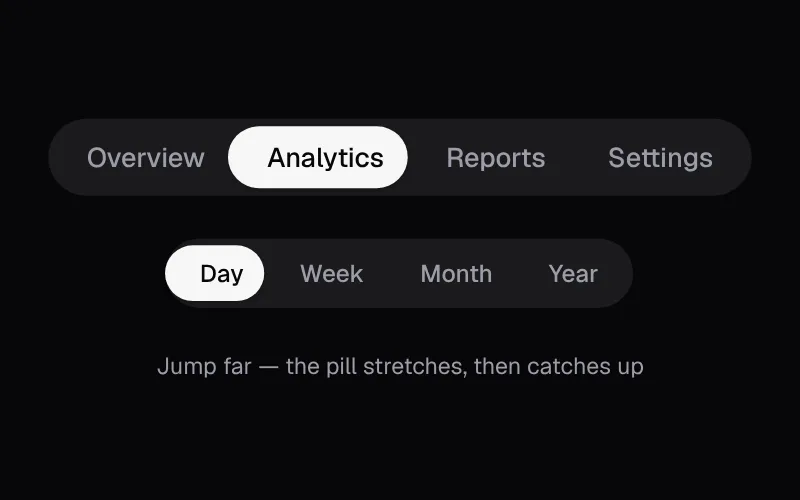 Overview Analytics Reports Settings
Day Week Month Year
Jump far — the pill stretches, then catches up